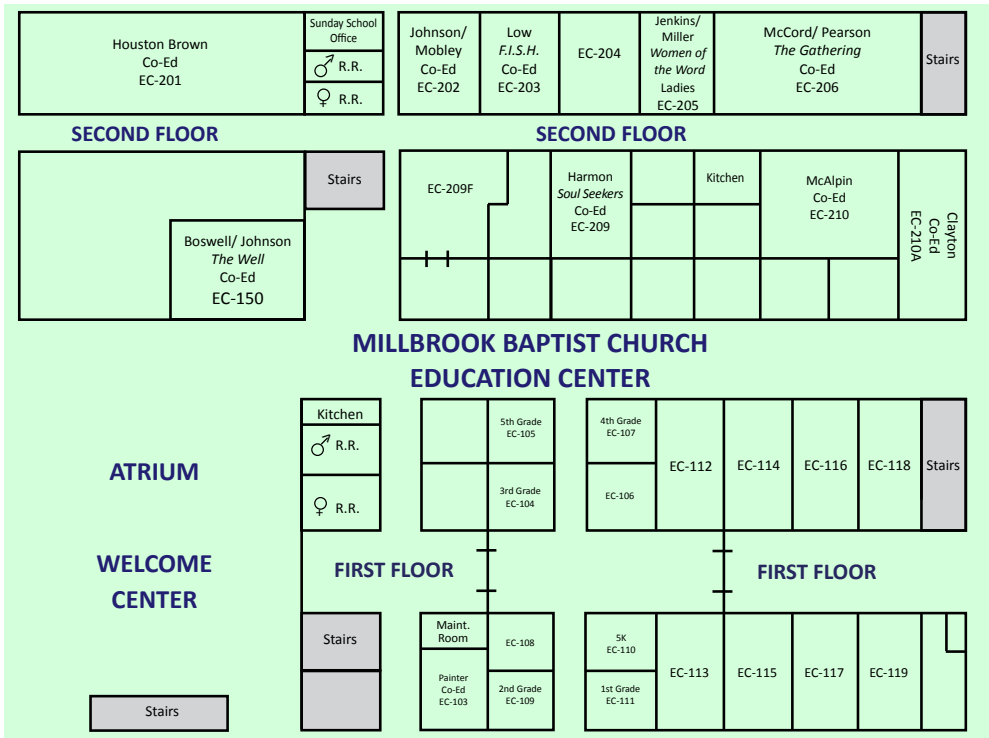 Houston Brown
Co-Ed
EC-201
Sunday School
Office
R.R.
R.R.
Johnson/
Mobley
Co-Ed
EC-202
Low
F.I.S.H.
Co-Ed
EC-203
EC-204
Jenkins/
Miller
Women of
the Word
Ladies
EC-205
McCord/ Pearson
The Gathering
Co-Ed
EC-206
Stairs
SECOND FLOOR
SECOND FLOOR
Stairs
Boswell/ Johnson
The Well
Co-Ed
EC-150
EC-209F
Harmon
Soul Seekers
Co-Ed
EC-209
Kitchen
McAlpin
Co-Ed
EC-210
Clayton
Co-Ed
EC-210A
MILLBROOK BAPTIST CHURCH
EDUCATION CENTER
ATRIUM
WELCOME
CENTER
Kitchen
R.R.
R.R.
5th Grade
EC-105
3rd Grade
EC-104
4th Grade
EC-107
EC-106
EC-112
EC-114
EC-116
EC-118
Stairs
FIRST FLOOR
FIRST FLOOR
Stairs
Stairs
Maint.
Room
Painter
Co-Ed
EC-103
EC-108
2nd Grade
EC-109
5K
EC-110
1st Grade
EC-111
EC-113
EC-115
EC-117
EC-119